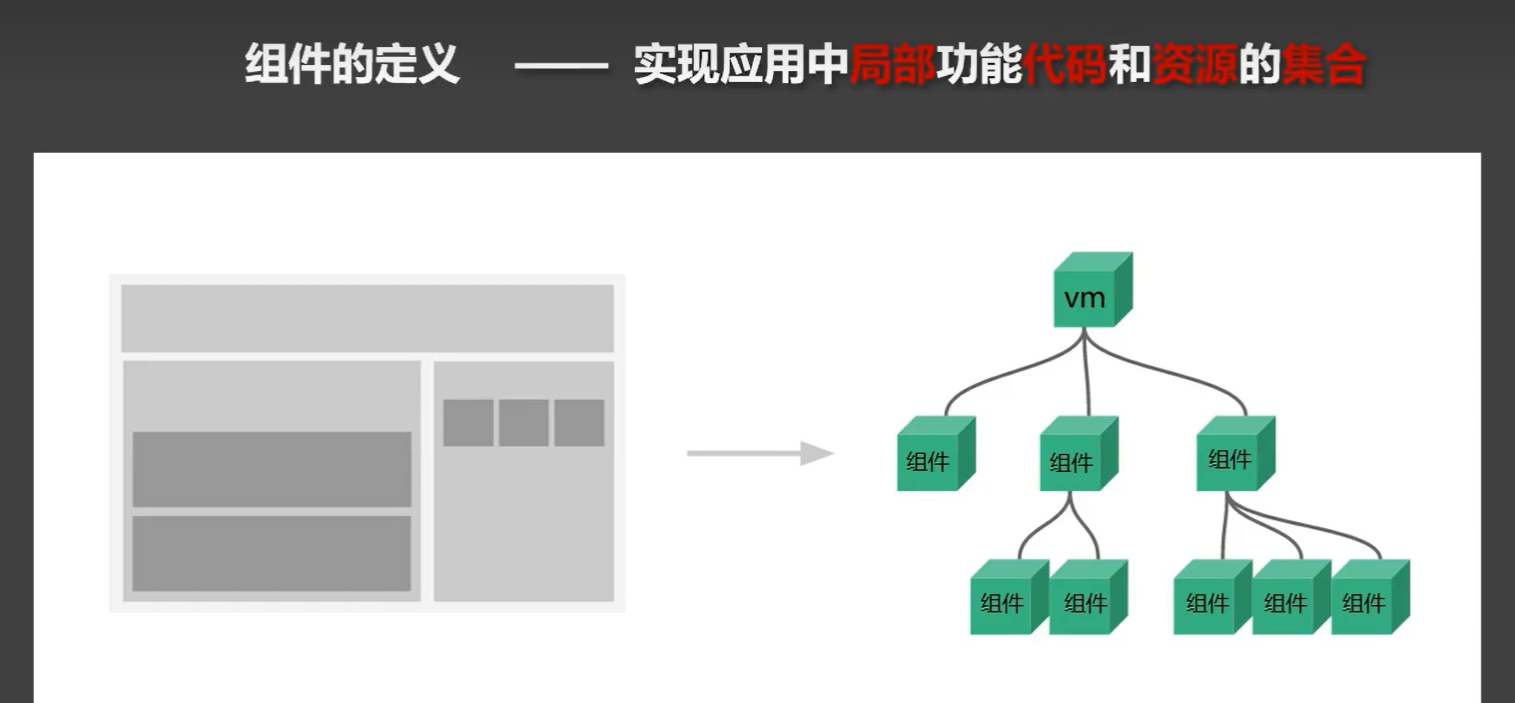 组件的定义 —— 实现应用中局部功能代码和资源的集合
vm
组件 组件 组件
组件 组件 组件 组件 组件